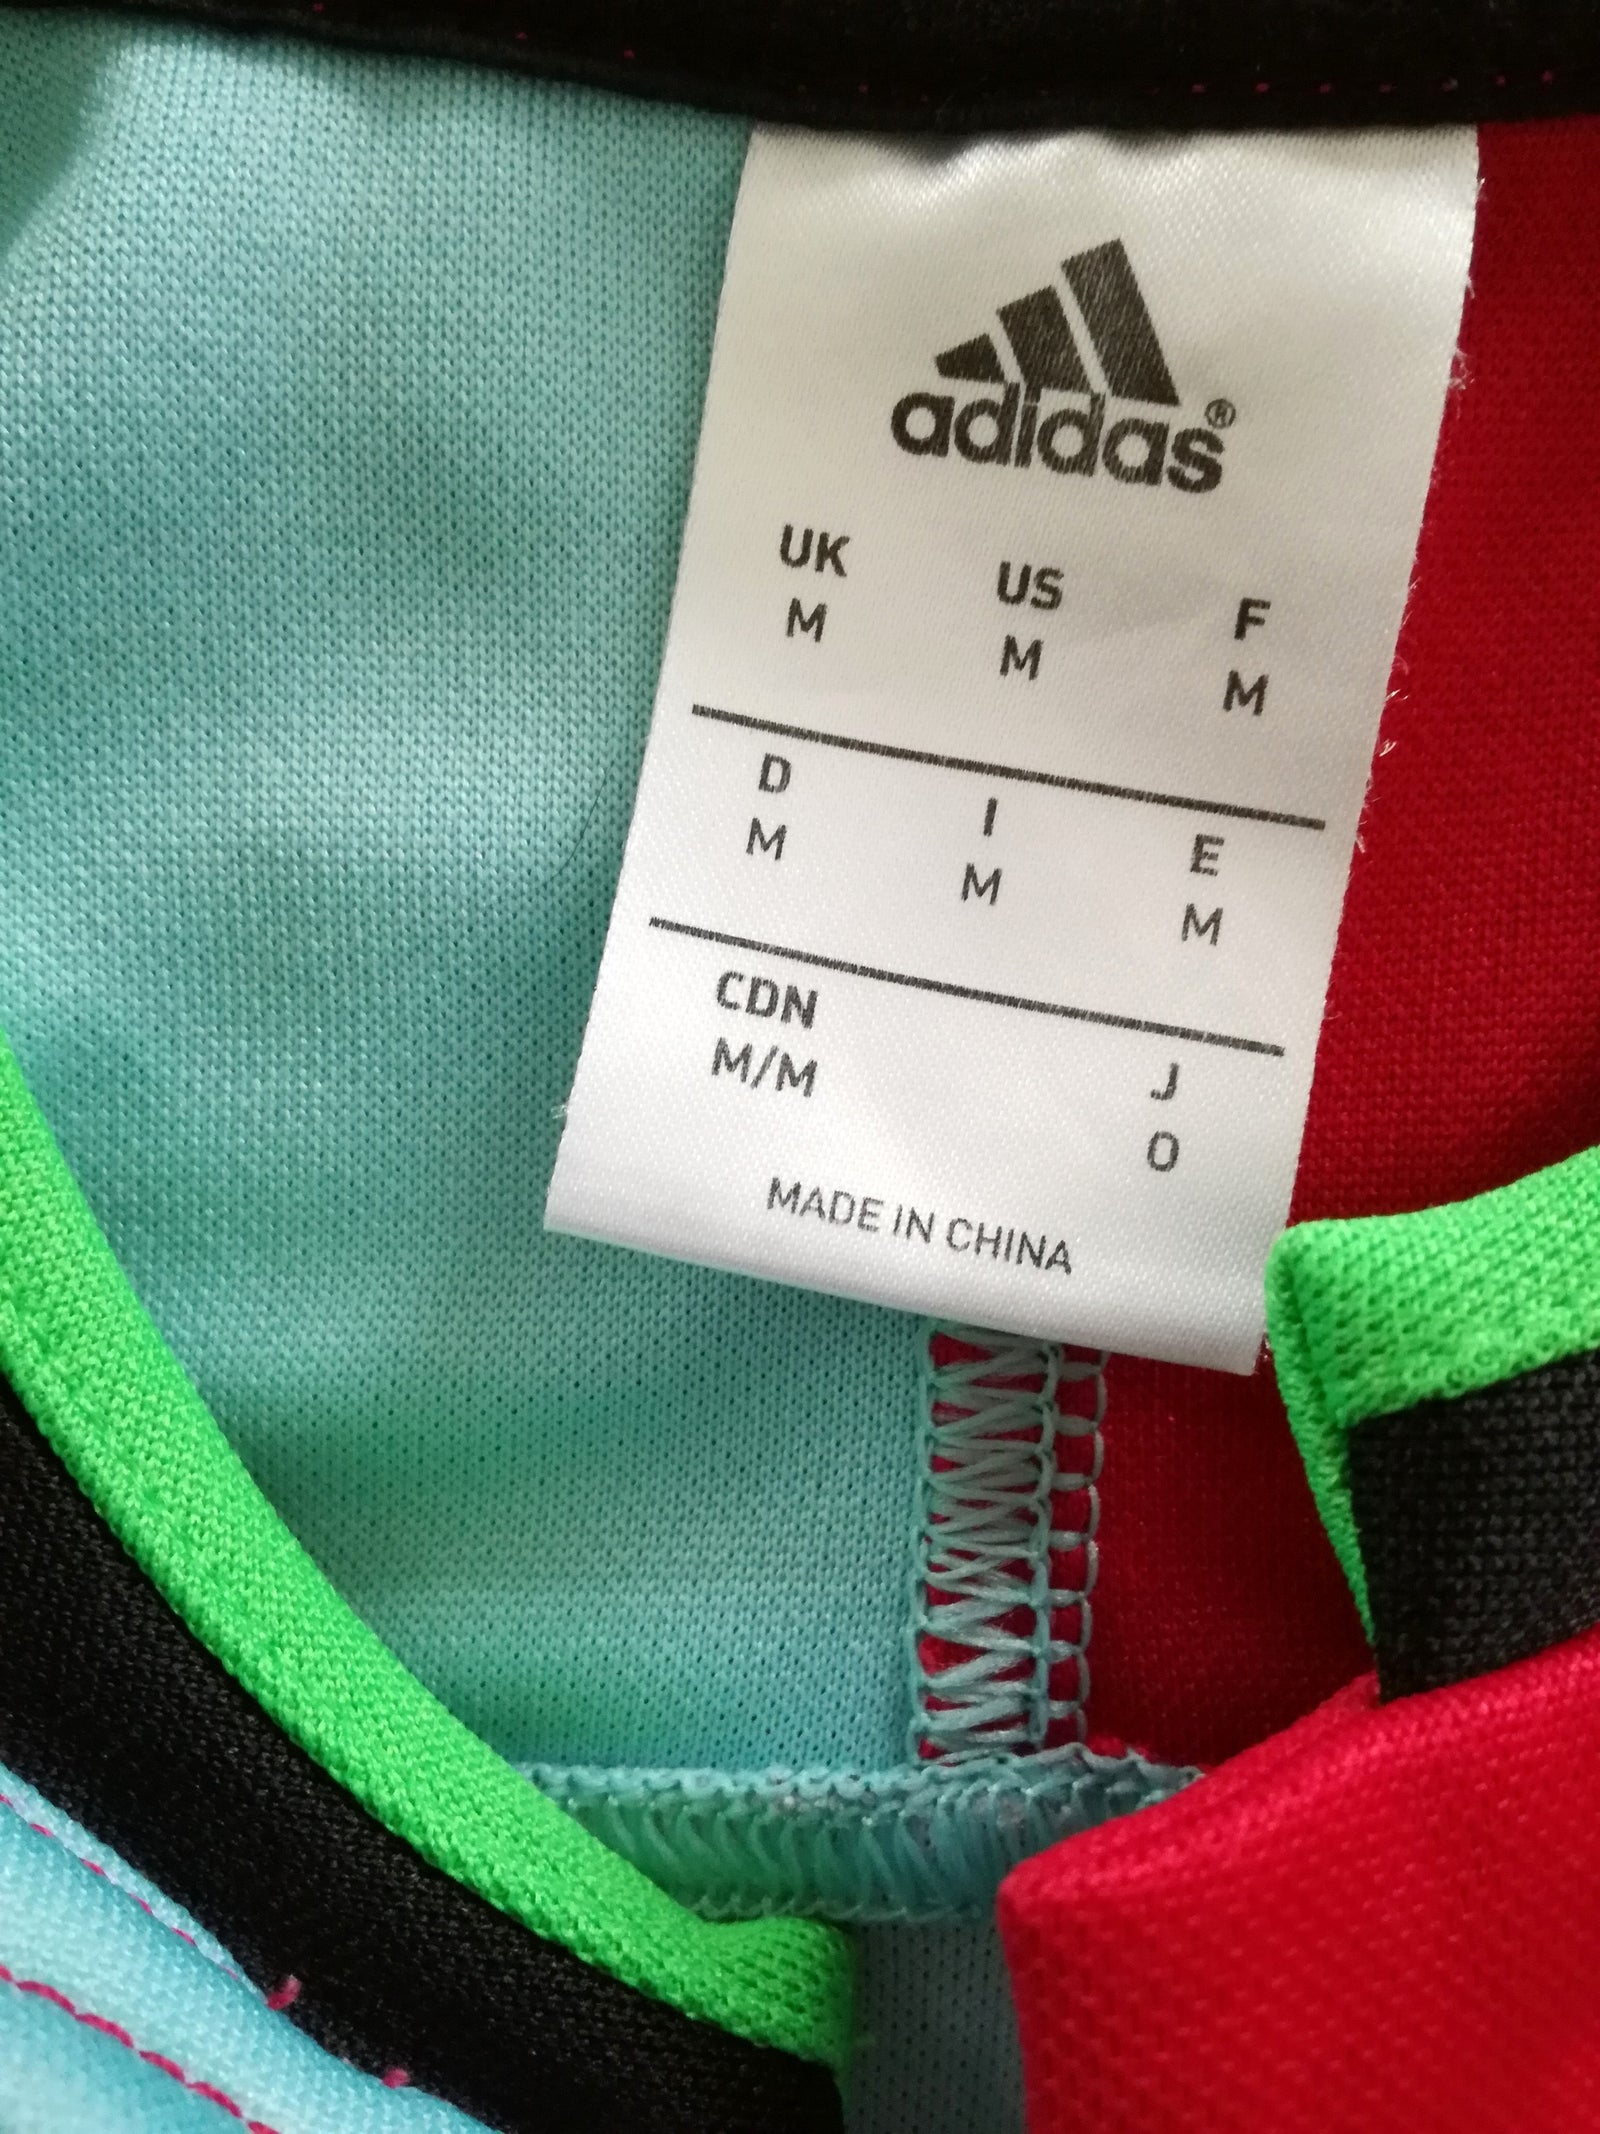 adidas®
UK US F
M M M
D I E
M M M
CDN J
M/M O
MADE IN CHINA